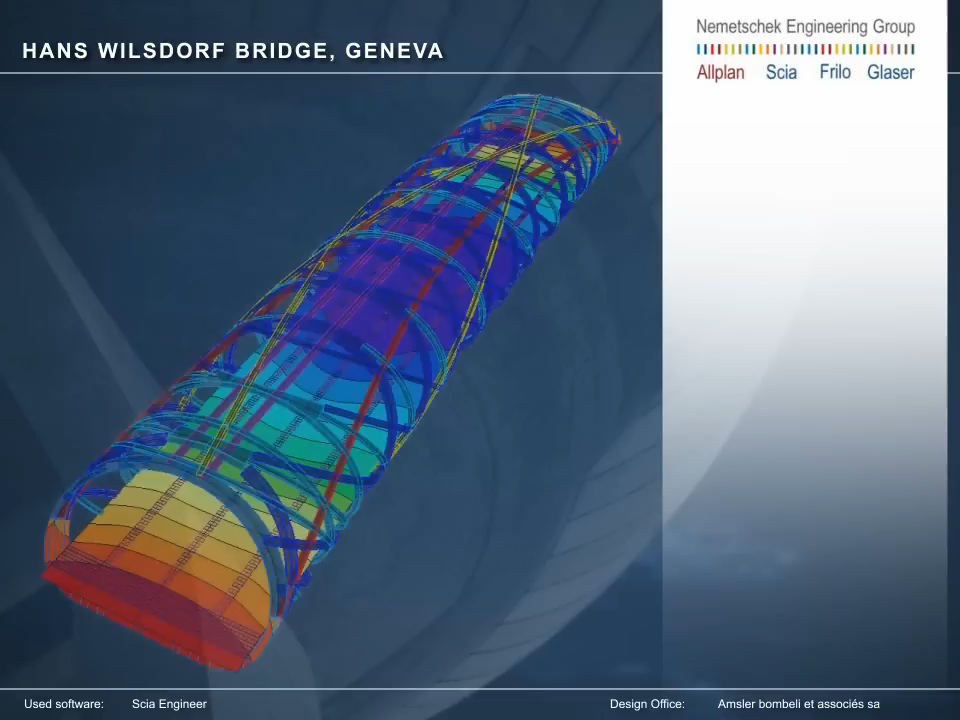 HANS WILSDORF BRIDGE, GENEVA
Nemetschek Engineering Group
Allplan Scia Frilo Glaser
Used software: Scia Engineer
Design Office: Amsler bombeli et associés sa